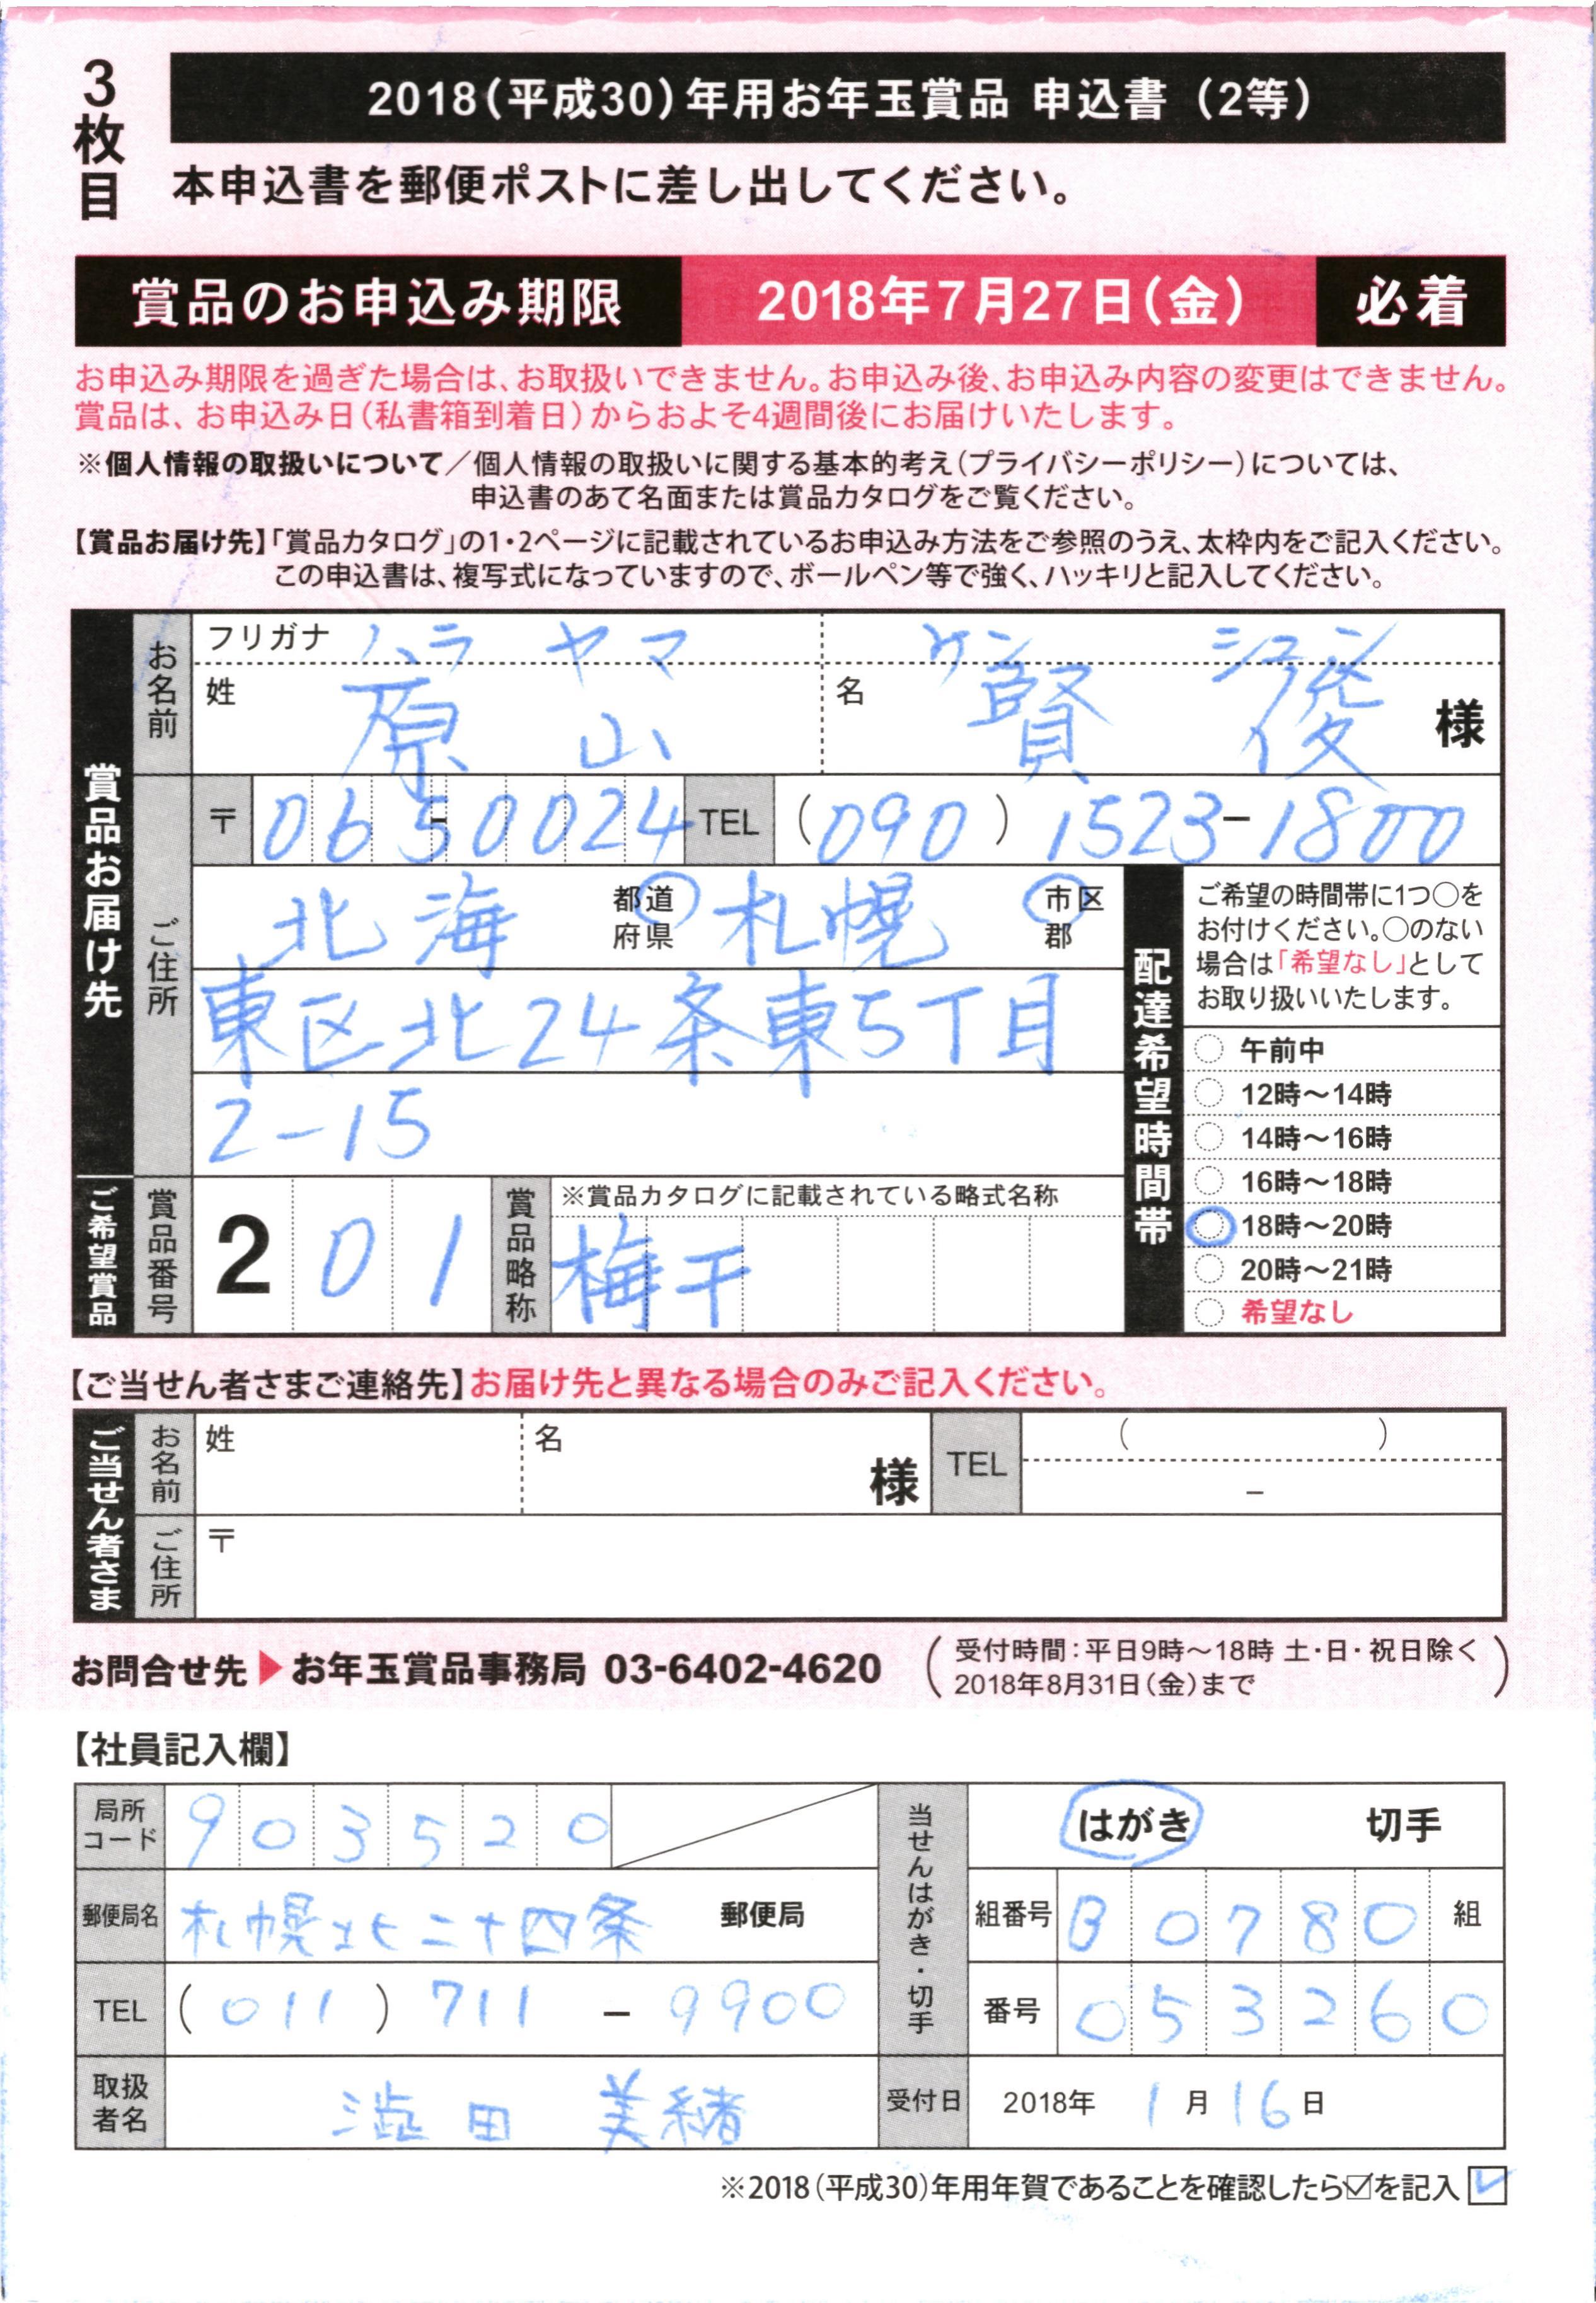 3枚目
2018（平成30）年用お年玉賞品 申込書（2等）
本申込書を郵便ポストに差し出してください。
賞品のお申込み期限 2018年7月27日（金） 必着
お申込み期限を過ぎた場合は、お取扱いできません。お申込み後、お申込み内容の変更はできません。
賞品は、お申込み日（私書箱到着日）からおよそ4週間後にお届けいたします。
※個人情報の取扱いについて／個人情報の取扱いに関する基本的考え（プライバシーポリシー）については、
申込書のあて名面または賞品カタログをご覧ください。
【賞品お届け先】「賞品カタログ」の1・2ページに記載されているお申込み方法をご参照のうえ、太枠内をご記入ください。
この申込書は、複写式になっていますので、ボールペン等で強く、ハッキリと記入してください。
賞品お届け先
お名前
フリガナ ハラ ヤマ ケン シュン
姓 原 山 名 賢 俊 様
ご住所
〒 065-0024 TEL （090）1523-1800
北海 都道府県 札幌 市区郡
東区北24条東5丁目
2-15
配達希望時間帯
ご希望の時間帯に1つ○を
お付けください。○のない
場合は「希望なし」として
お取り扱いいたします。
午前中
12時～14時
14時～16時
16時～18時
18時～20時
20時～21時
希望なし
ご希望賞品
賞品番号 2 0 1
賞品略称 ※賞品カタログに記載されている略式名称
梅干
【ご当せん者さまご連絡先】お届け先と異なる場合のみご記入ください。
ご当せん者さま
お名前 姓 名 様 TEL （ ） －
ご住所 〒
お問合せ先▶お年玉賞品事務局 03-6402-4620
（受付時間：平日9時～18時 土・日・祝日除く
2018年8月31日（金）まで）
【社員記入欄】
局所コード 903520
郵便局名 札幌北二十四条 郵便局
TEL （011）711－9900
取扱者名 澁田 美緒
当せんはがき・切手
はがき 切手
組番号 B0780 組
番号 053260
受付日 2018年 1月16日
※2018（平成30）年用年賀であることを確認したら☑を記入 ☑